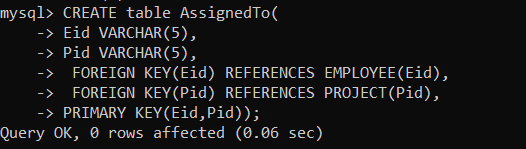 mysql> CREATE table AssignedTo(
    -> Eid VARCHAR(5),
    -> Pid VARCHAR(5),
    ->  FOREIGN KEY(Eid) REFERENCES EMPLOYEE(Eid),
    ->  FOREIGN KEY(Pid) REFERENCES PROJECT(Pid),
    -> PRIMARY KEY(Eid,Pid));
Query OK, 0 rows affected (0.06 sec)